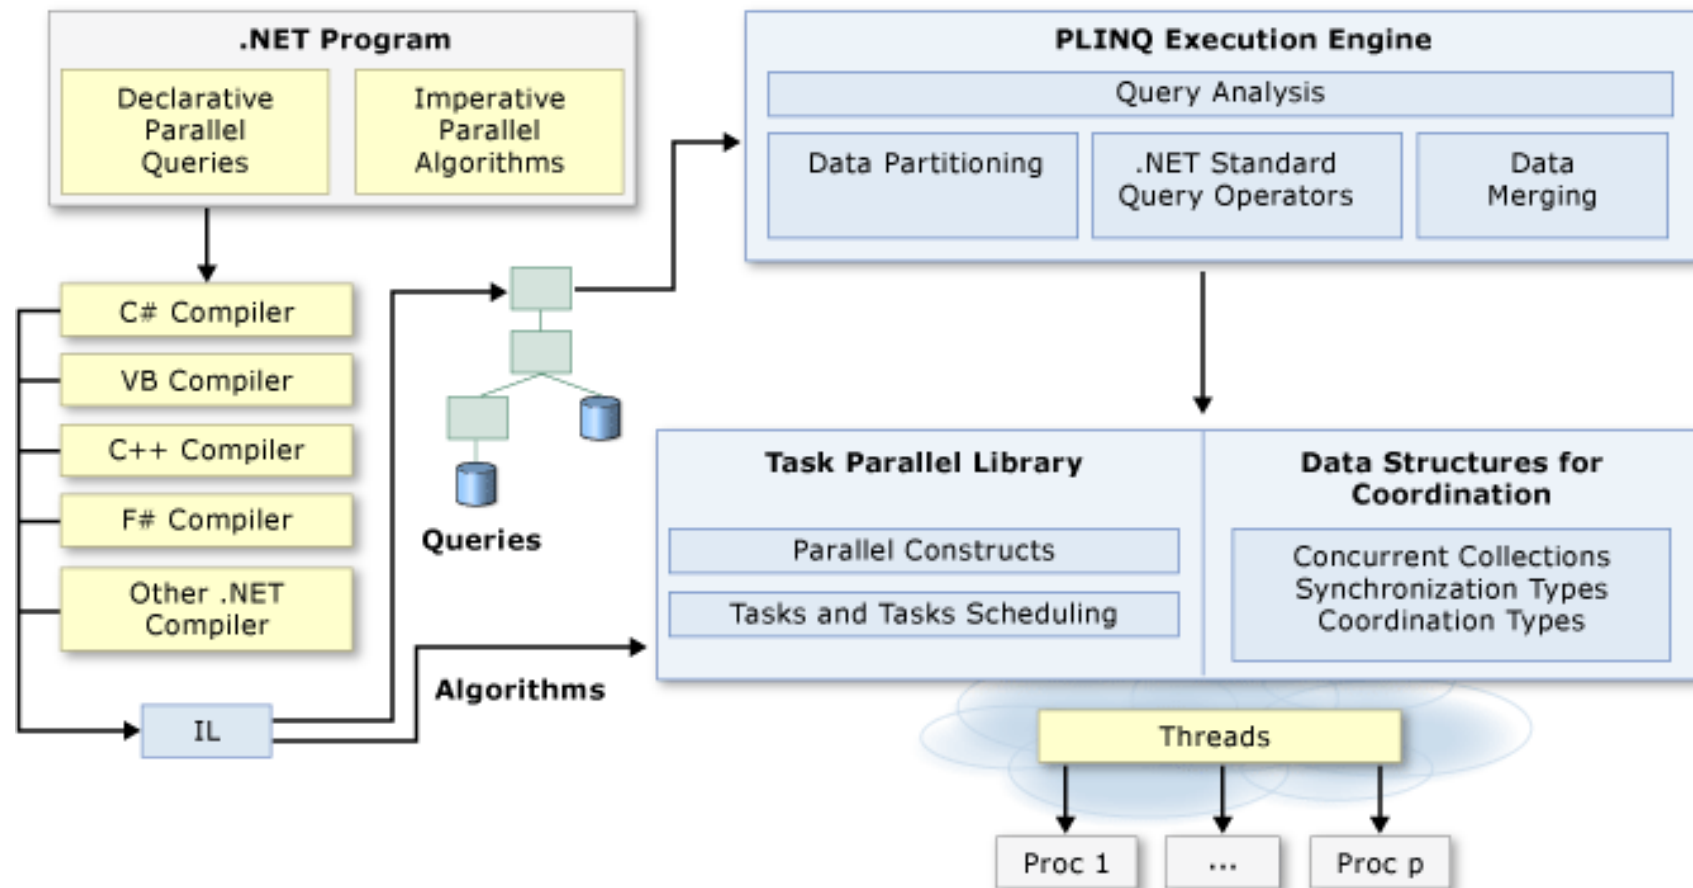 .NET Program
Declarative
Parallel
Queries
Imperative
Parallel
Algorithms
PLINQ Execution Engine
Query Analysis
Data Partitioning
.NET Standard
Query Operators
Data
Merging
C# Compiler
VB Compiler
C++ Compiler
F# Compiler
Other .NET
Compiler
IL
Queries
Algorithms
Task Parallel Library
Parallel Constructs
Tasks and Tasks Scheduling
Data Structures for
Coordination
Concurrent Collections
Synchronization Types
Coordination Types
Threads
Proc 1
...
Proc p